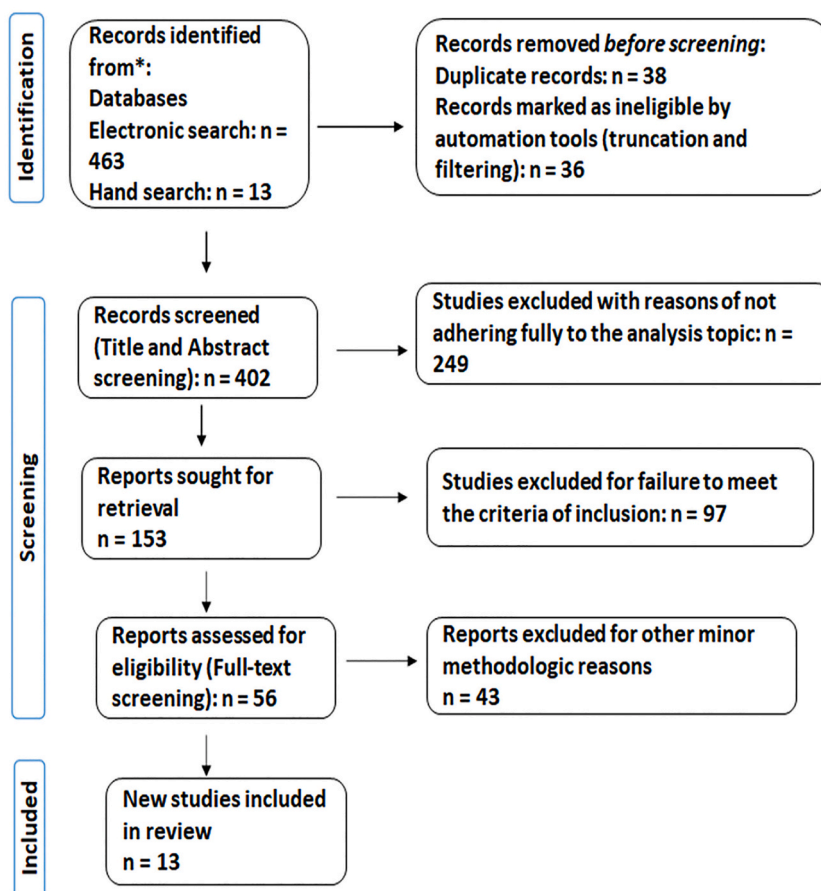 Identification
Records identified
from*:
Databases
Electronic search: n =
463
Hand search: n = 13
Records removed before screening:
Duplicate records: n = 38
Records marked as ineligible by
automation tools (truncation and
filtering): n = 36
Screening
Records screened
(Title and Abstract
screening): n = 402
Studies excluded with reasons of not
adhering fully to the analysis topic: n =
249
Reports sought for
retrieval
n = 153
Studies excluded for failure to meet
the criteria of inclusion: n = 97
Reports assessed for
eligibility (Full-text
screening): n = 56
Reports excluded for other minor
methodologic reasons
n = 43
Included
New studies included
in review
n = 13